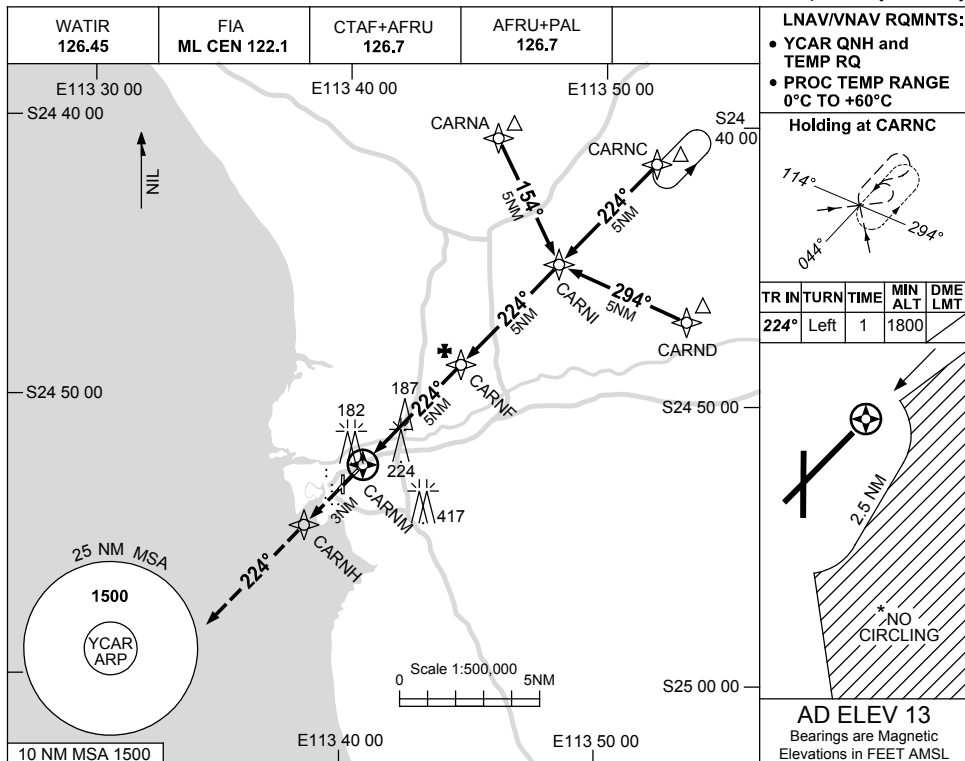 WATIR
126.45
FIA
ML CEN 122.1
CTAF+AFRU
126.7
AFRU+PAL
126.7
LNAV/VNAV RQMNTS:
• YCAR QNH and
TEMP RQ
• PROC TEMP RANGE
0°C TO +60°C
E113 30 00
E113 40 00
E113 50 00
S24 40 00
S24
40 00
NIL
CARNA
CARNC
154°
5NM
224°
5NM
CARNI
294°
5NM
CARND
224°
5NM
CARNF
S24 50 00
S24 50 00
187
224°
5NM
182
224
417
CARNM
3NM
CARNH
224°
25 NM MSA
1500
YCAR
ARP
Scale 1:500,000
0
5NM
S25 00 00
E113 40 00
E113 50 00
10 NM MSA 1500
Holding at CARNC
114°
294°
044°
TR IN TURN TIME MIN ALT DME LMT
224° Left 1 1800
2.5 NM
*NO
CIRCLING
AD ELEV 13
Bearings are Magnetic
Elevations in FEET AMSL